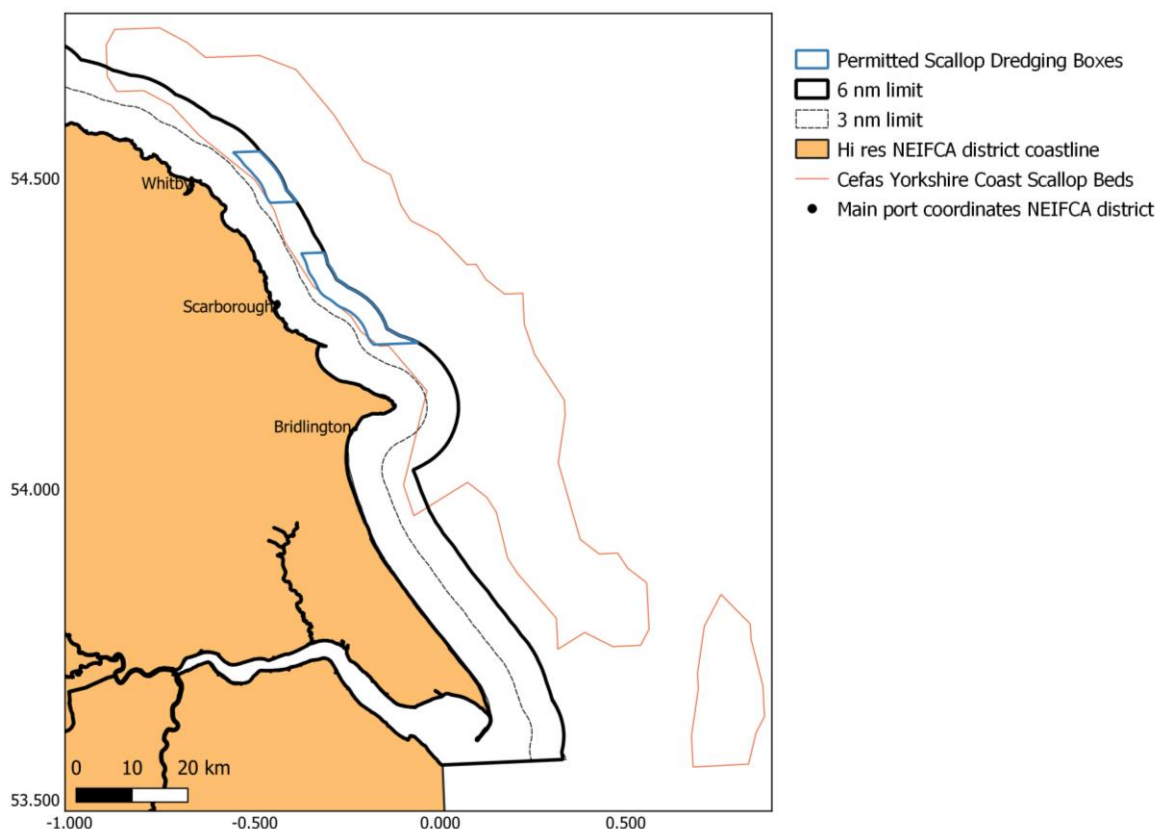 Permitted Scallop Dredging Boxes
6 nm limit
3 nm limit
Hi res NEIFCA district coastline
Cefas Yorkshire Coast Scallop Beds
Main port coordinates NEIFCA district
54.500
Whitby
Scarborough
Bridlington
54.000
0 10 20 km
53.500
-1.000 -0.500 0.000 0.500